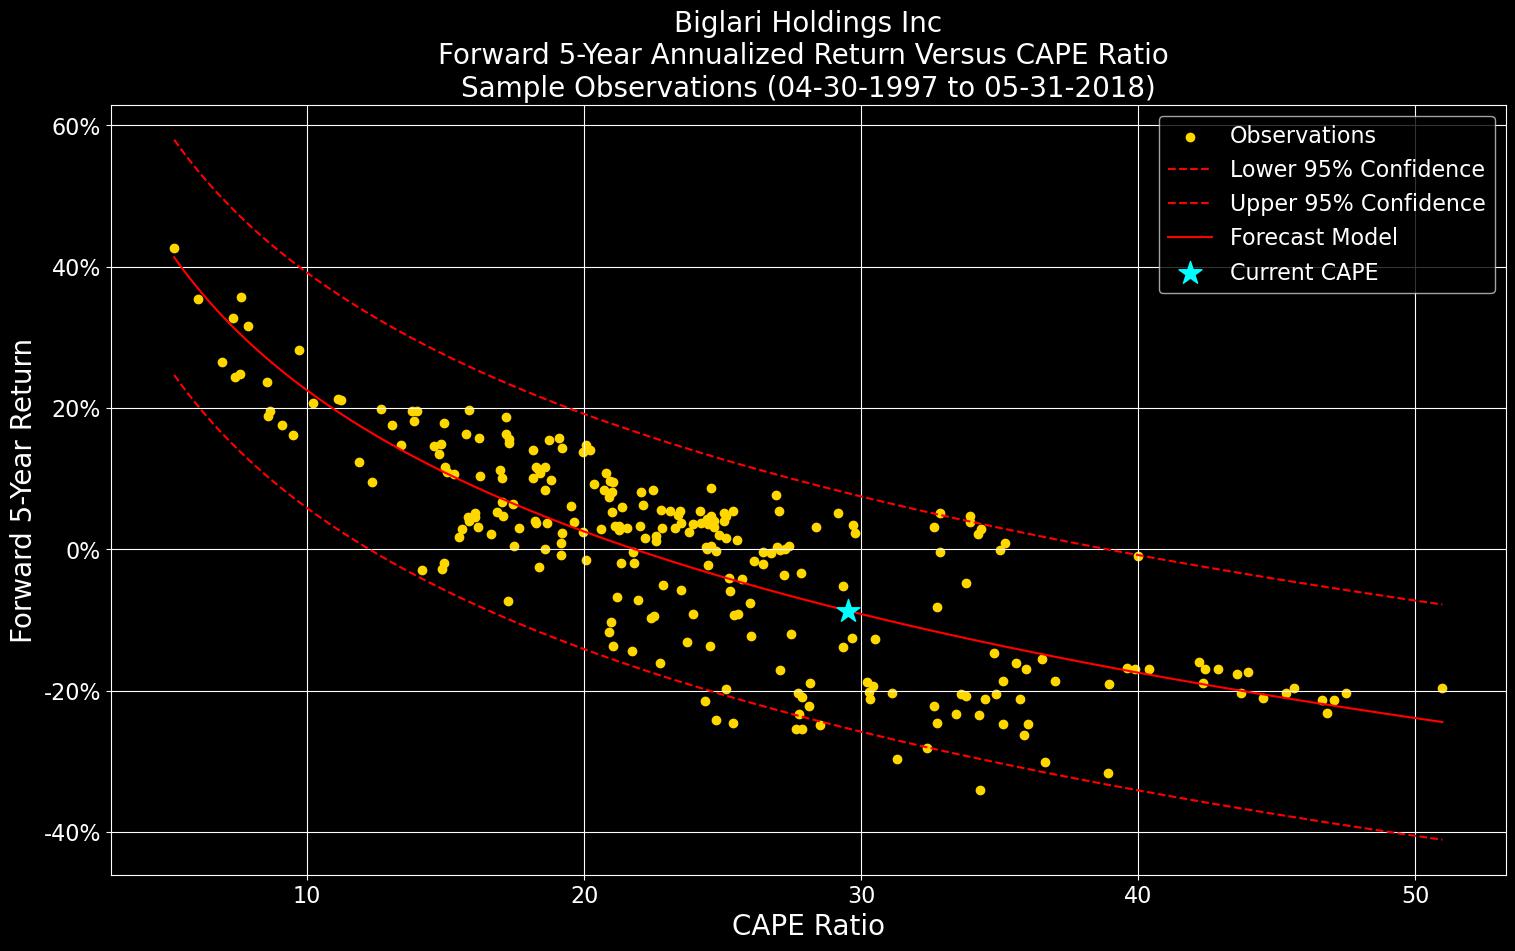 Biglari Holdings Inc
Forward 5-Year Annualized Return Versus CAPE Ratio
Sample Observations (04-30-1997 to 05-31-2018)
Observations
Lower 95% Confidence
Upper 95% Confidence
Forecast Model
Current CAPE
60%
40%
20%
0%
-20%
-40%
Forward 5-Year Return
10
20
30
40
50
CAPE Ratio